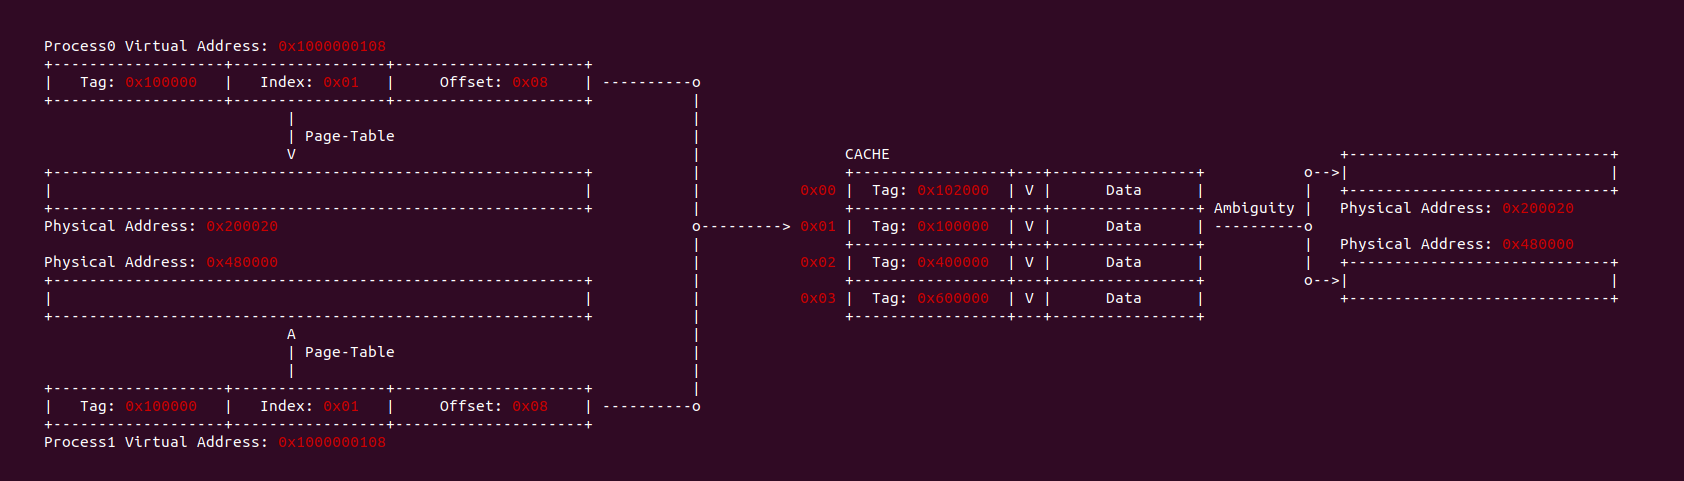 Process0 Virtual Address: 0x1000000108
+-------------------+-----------------+---------------------+
|   Tag: 0x100000   |   Index: 0x01   |     Offset: 0x08    | ----------o
+-------------------+-----------------+---------------------+           |
                           |                                            |
                           | Page-Table                                 |
                           V                                            |                CACHE                                                  +-----------------------------+
+-----------------------------------------------------------+           |                +-----------------+---+----------------+           o-->|                             |
|                                                           |           |           0x00 |  Tag: 0x102000  | V |      Data      |           |   +-----------------------------+
+-----------------------------------------------------------+           |                +-----------------+---+----------------+ Ambiguity |   Physical Address: 0x200020
Physical Address: 0x200020                                              o---------> 0x01 |  Tag: 0x100000  | V |      Data      | ----------o
                                                                        |                +-----------------+---+----------------+           |   Physical Address: 0x480000
Physical Address: 0x480000                                              |           0x02 |  Tag: 0x400000  | V |      Data      |           |   +-----------------------------+
+-----------------------------------------------------------+           |                +-----------------+---+----------------+           o-->|                             |
|                                                           |           |           0x03 |  Tag: 0x600000  | V |      Data      |               +-----------------------------+
+-----------------------------------------------------------+           |                +-----------------+---+----------------+
                           A                                            |
                           | Page-Table                                 |
                           |                                            |
+-------------------+-----------------+---------------------+           |
|   Tag: 0x100000   |   Index: 0x01   |     Offset: 0x08    | ----------o
+-------------------+-----------------+---------------------+
Process1 Virtual Address: 0x1000000108